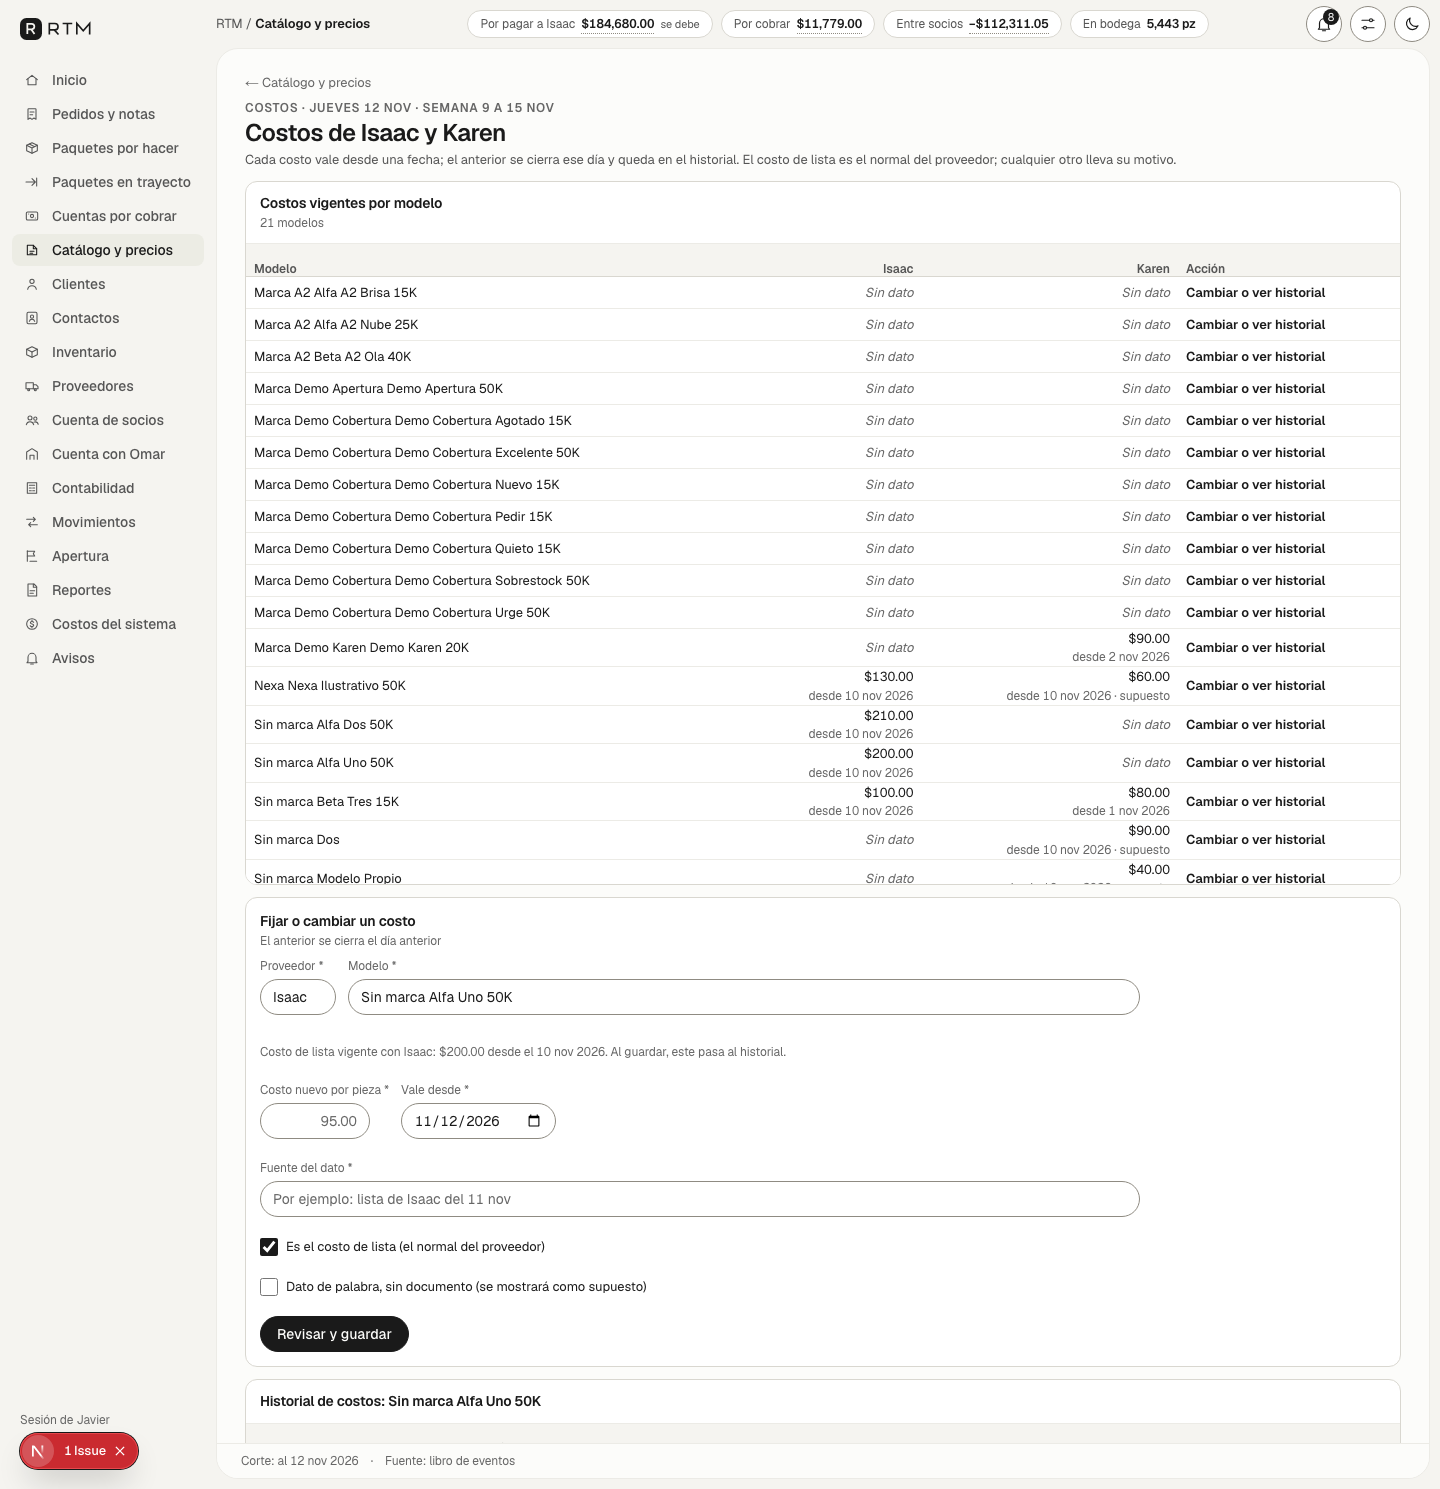 R RTM
RTM / Catálogo y precios
Por pagar a Isaac $184,680.00 se debe
Por cobrar $11,779.00
Entre socios −$112,311.05
En bodega 5,443 pz
8
Inicio
Pedidos y notas
Paquetes por hacer
Paquetes en trayecto
Cuentas por cobrar
Catálogo y precios
Clientes
Contactos
Inventario
Proveedores
Cuenta de socios
Cuenta con Omar
Contabilidad
Movimientos
Apertura
Reportes
Costos del sistema
Avisos
Sesión de Javier
N 1 Issue
← Catálogo y precios
COSTOS · JUEVES 12 NOV · SEMANA 9 A 15 NOV
Costos de Isaac y Karen
Cada costo vale desde una fecha; el anterior se cierra ese día y queda en el historial. El costo de lista es el normal del proveedor; cualquier otro lleva su motivo.
Costos vigentes por modelo
21 modelos
Modelo Isaac Karen Acción
Marca A2 Alfa A2 Brisa 15K Sin dato Sin dato Cambiar o ver historial
Marca A2 Alfa A2 Nube 25K Sin dato Sin dato Cambiar o ver historial
Marca A2 Beta A2 Ola 40K Sin dato Sin dato Cambiar o ver historial
Marca Demo Apertura Demo Apertura 50K Sin dato Sin dato Cambiar o ver historial
Marca Demo Cobertura Demo Cobertura Agotado 15K Sin dato Sin dato Cambiar o ver historial
Marca Demo Cobertura Demo Cobertura Excelente 50K Sin dato Sin dato Cambiar o ver historial
Marca Demo Cobertura Demo Cobertura Nuevo 15K Sin dato Sin dato Cambiar o ver historial
Marca Demo Cobertura Demo Cobertura Pedir 15K Sin dato Sin dato Cambiar o ver historial
Marca Demo Cobertura Demo Cobertura Quieto 15K Sin dato Sin dato Cambiar o ver historial
Marca Demo Cobertura Demo Cobertura Sobrestock 50K Sin dato Sin dato Cambiar o ver historial
Marca Demo Cobertura Demo Cobertura Urge 50K Sin dato Sin dato Cambiar o ver historial
Marca Demo Karen Demo Karen 20K Sin dato $90.00 Cambiar o ver historial
desde 2 nov 2026
Nexa Nexa Ilustrativo 50K $130.00 $60.00 Cambiar o ver historial
desde 10 nov 2026 desde 10 nov 2026 · supuesto
Sin marca Alfa Dos 50K $210.00 Sin dato Cambiar o ver historial
desde 10 nov 2026
Sin marca Alfa Uno 50K $200.00 Sin dato Cambiar o ver historial
desde 10 nov 2026
Sin marca Beta Tres 15K $100.00 $80.00 Cambiar o ver historial
desde 10 nov 2026 desde 1 nov 2026
Sin marca Dos Sin dato $90.00 Cambiar o ver historial
desde 10 nov 2026 · supuesto
Sin marca Modelo Propio Sin dato $40.00 Cambiar o ver historial
Fijar o cambiar un costo
El anterior se cierra el día anterior
Proveedor * Modelo *
Isaac Sin marca Alfa Uno 50K
Costo de lista vigente con Isaac: $200.00 desde el 10 nov 2026. Al guardar, este pasa al historial.
Costo nuevo por pieza * Vale desde *
95.00 11/12/2026
Fuente del dato *
Por ejemplo: lista de Isaac del 11 nov
Es el costo de lista (el normal del proveedor)
Dato de palabra, sin documento (se mostrará como supuesto)
Revisar y guardar
Historial de costos: Sin marca Alfa Uno 50K
Corte: al 12 nov 2026 · Fuente: libro de eventos